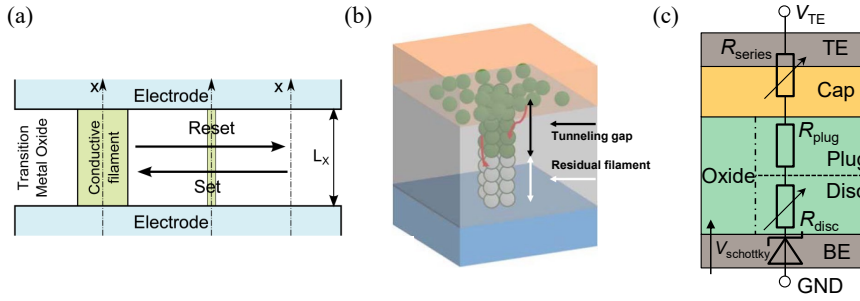 (a)
x
x
x
Electrode
Transition
Metal Oxide
Conductive
filament
Reset
Set
Lx
Electrode
(b)
Tunneling gap
Residual filament
(c)
VTE
Rseries
TE
Cap
Rplug
Plug
Oxide
Disc
Rdisc
Vschottky
BE
GND